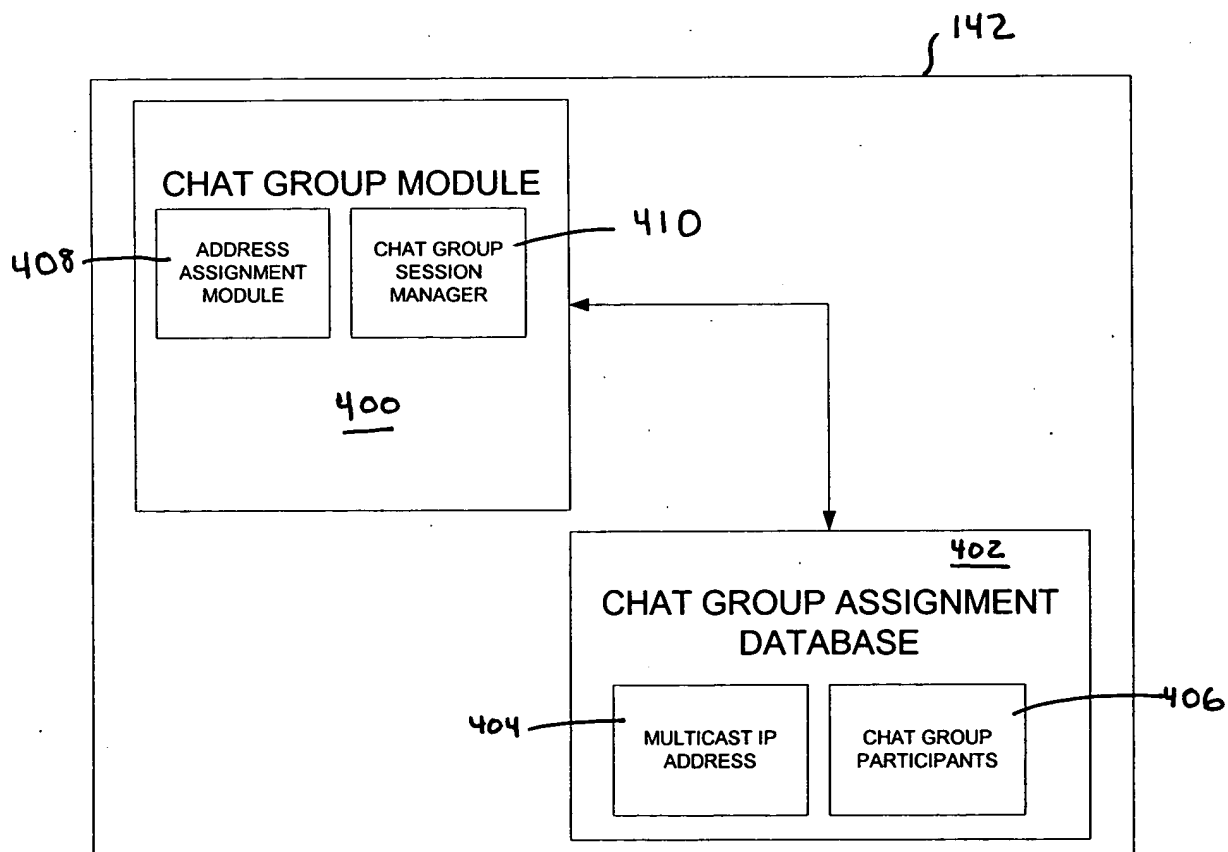 142
CHAT GROUP MODULE
408
ADDRESS
ASSIGNMENT
MODULE
CHAT GROUP
SESSION
MANAGER
410
400
402
CHAT GROUP ASSIGNMENT
DATABASE
404
MULTICAST IP
ADDRESS
CHAT GROUP
PARTICIPANTS
406